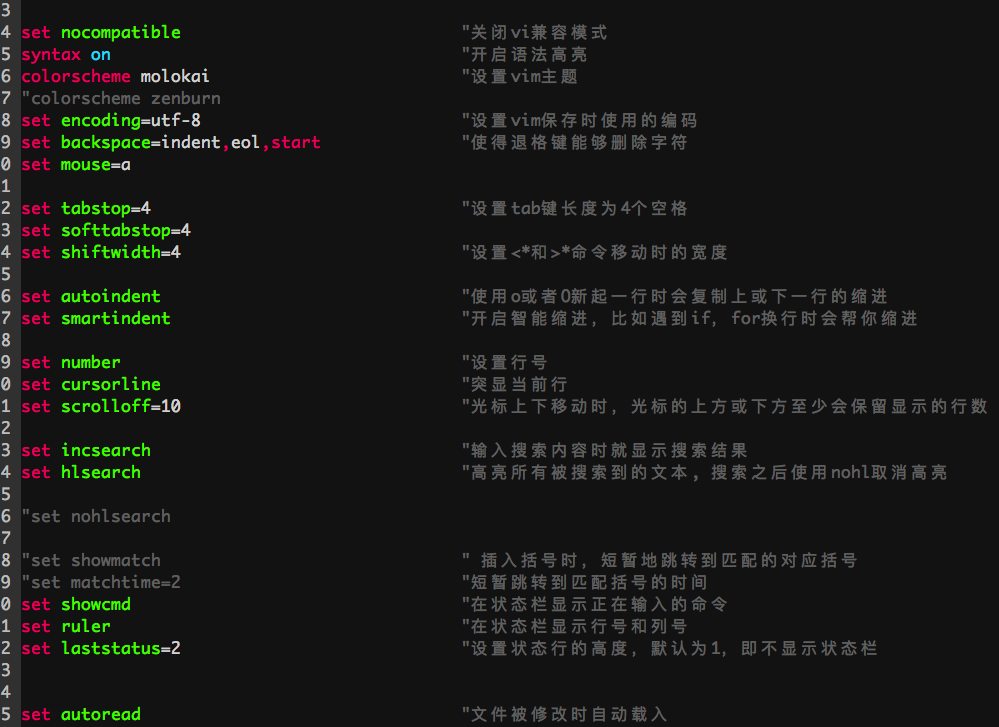 3
4 set nocompatible "关闭vi兼容模式
5 syntax on "开启语法高亮
6 colorscheme molokai "设置vim主题
7 "colorscheme zenburn
8 set encoding=utf-8 "设置vim保存时使用的编码
9 set backspace=indent,eol,start "使得退格键能够删除字符
0 set mouse=a
1
2 set tabstop=4 "设置tab键长度为4个空格
3 set softtabstop=4
4 set shiftwidth=4 "设置<*和>*命令移动时的宽度
5
6 set autoindent "使用o或者O新起一行时会复制上或下一行的缩进
7 set smartindent "开启智能缩进, 比如遇到if, for换行时会帮你缩进
8
9 set number "设置行号
0 set cursorline "突显当前行
1 set scrolloff=10 "光标上下移动时, 光标的上方或下方至少会保留显示的行数
2
3 set incsearch "输入搜索内容时就显示搜索结果
4 set hlsearch "高亮所有被搜索到的文本，搜索之后使用nohl取消高亮
5
6 "set nohlsearch
7
8 "set showmatch " 插入括号时, 短暂地跳转到匹配的对应括号
9 "set matchtime=2 "短暂跳转到匹配括号的时间
0 set showcmd "在状态栏显示正在输入的命令
1 set ruler "在状态栏显示行号和列号
2 set laststatus=2 "设置状态行的高度, 默认为1, 即不显示状态栏
3
4
5 set autoread "文件被修改时自动载入